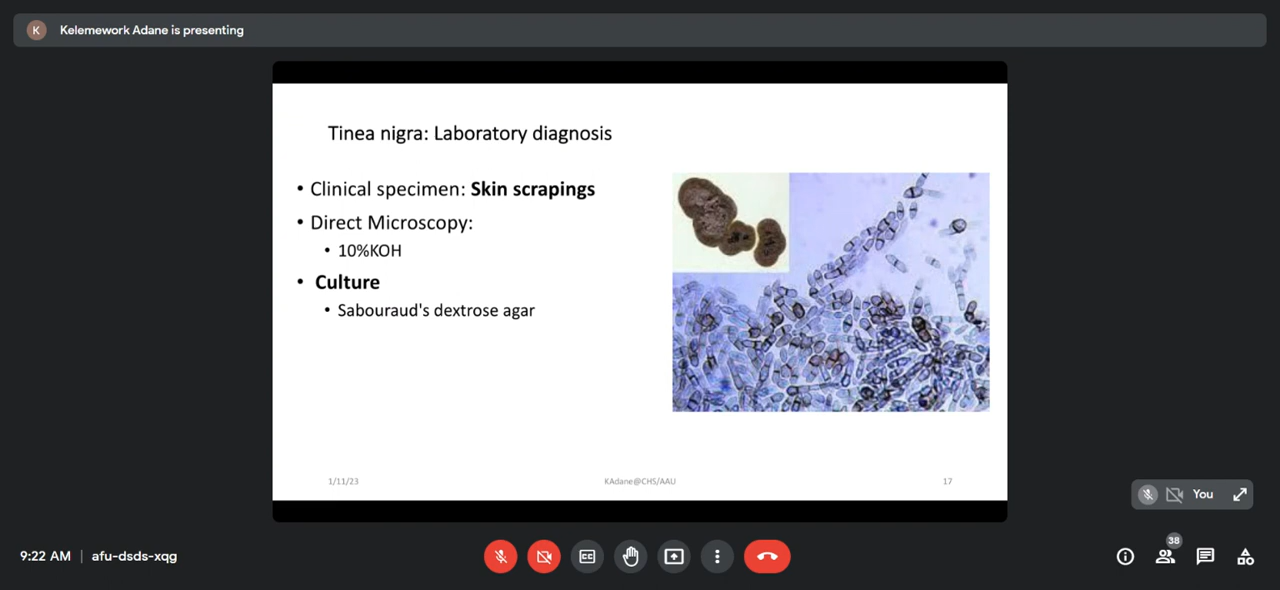 K Kelemework Adane is presenting
Tinea nigra: Laboratory diagnosis
• Clinical specimen: Skin scrapings
• Direct Microscopy:
• 10%KOH
• Culture
• Sabouraud's dextrose agar
1/11/23 KAdane@CHS/AAU 17
You
9:22 AM | afu-dsds-xqg
CC
38